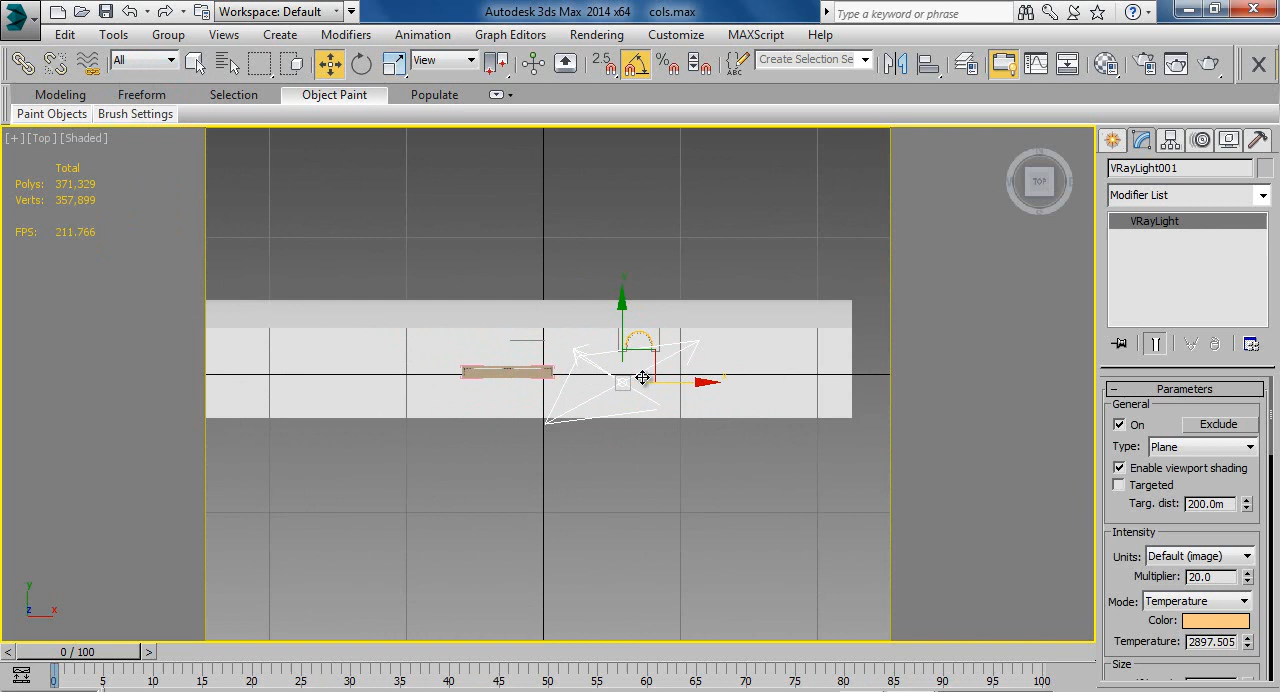 Workspace: Default
Autodesk 3ds Max 2014 x64 cols.max
Type a keyword or phrase
Edit Tools Group Views Create Modifiers Animation Graph Editors Rendering Customize MAXScript Help
All View 2.5 Create Selection Se
Modeling Freeform Selection Object Paint Populate
Paint Objects Brush Settings
[+] [Top] [Shaded]
Total
Polys: 371,329
Verts: 357,899
FPS: 211.766
TOP
VRayLight001
Modifier List
VRayLight
Parameters
General
On Exclude
Type: Plane
Enable viewport shading
Targeted
Targ. dist: 200.0m
Intensity
Units: Default (image)
Multiplier: 20.0
Mode: Temperature
Color:
Temperature: 2897.505
Size
y
z x
0 / 100
0 5 10 15 20 25 30 35 40 45 50 55 60 65 70 75 80 85 90 95 100